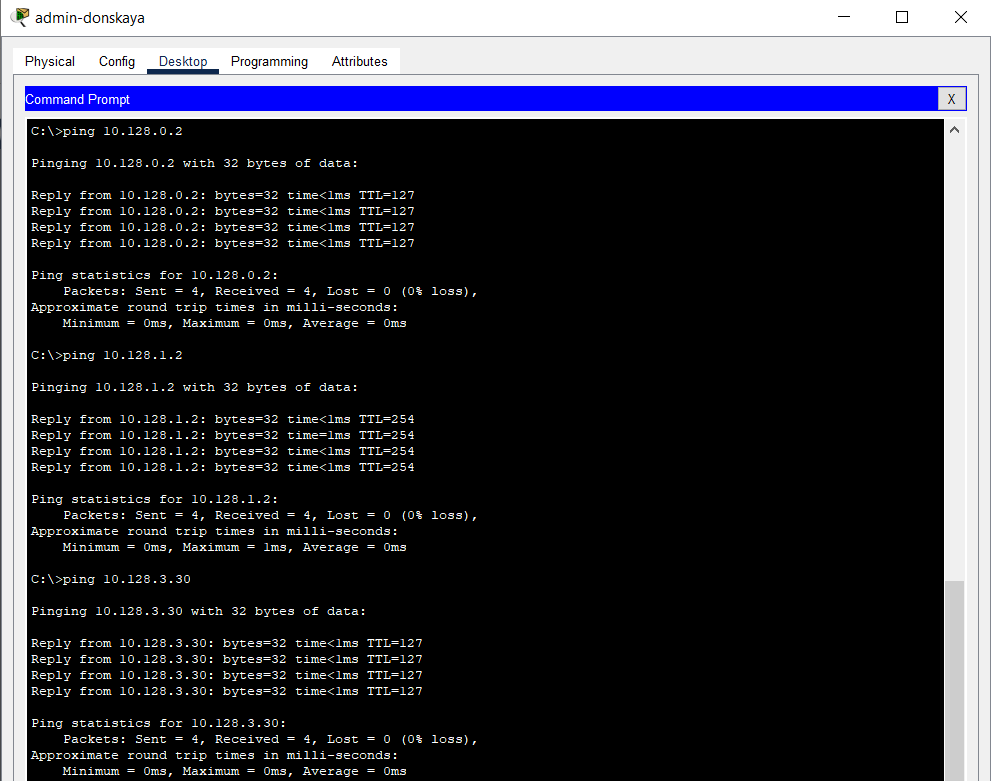 admin-donskaya
Physical Config Desktop Programming Attributes
Command Prompt X
C:\>ping 10.128.0.2
Pinging 10.128.0.2 with 32 bytes of data:
Reply from 10.128.0.2: bytes=32 time<1ms TTL=127
Reply from 10.128.0.2: bytes=32 time<1ms TTL=127
Reply from 10.128.0.2: bytes=32 time<1ms TTL=127
Reply from 10.128.0.2: bytes=32 time<1ms TTL=127
Ping statistics for 10.128.0.2:
Packets: Sent = 4, Received = 4, Lost = 0 (0% loss),
Approximate round trip times in milli-seconds:
Minimum = 0ms, Maximum = 0ms, Average = 0ms
C:\>ping 10.128.1.2
Pinging 10.128.1.2 with 32 bytes of data:
Reply from 10.128.1.2: bytes=32 time<1ms TTL=254
Reply from 10.128.1.2: bytes=32 time=1ms TTL=254
Reply from 10.128.1.2: bytes=32 time<1ms TTL=254
Reply from 10.128.1.2: bytes=32 time<1ms TTL=254
Ping statistics for 10.128.1.2:
Packets: Sent = 4, Received = 4, Lost = 0 (0% loss),
Approximate round trip times in milli-seconds:
Minimum = 0ms, Maximum = 1ms, Average = 0ms
C:\>ping 10.128.3.30
Pinging 10.128.3.30 with 32 bytes of data:
Reply from 10.128.3.30: bytes=32 time<1ms TTL=127
Reply from 10.128.3.30: bytes=32 time<1ms TTL=127
Reply from 10.128.3.30: bytes=32 time<1ms TTL=127
Reply from 10.128.3.30: bytes=32 time<1ms TTL=127
Ping statistics for 10.128.3.30:
Packets: Sent = 4, Received = 4, Lost = 0 (0% loss),
Approximate round trip times in milli-seconds:
Minimum = 0ms, Maximum = 0ms, Average = 0ms